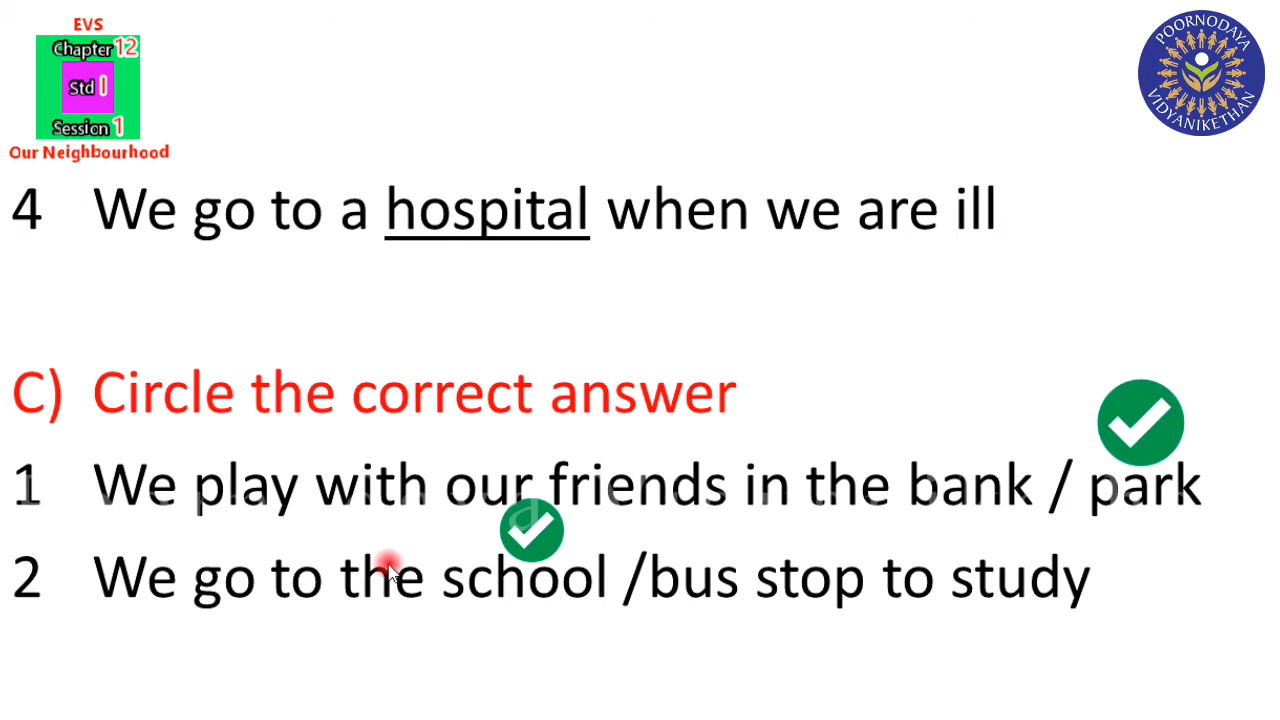 EVS
Chapter 12
Std I
Session 1
Our Neighbourhood
POORNODAYA
VIDYANIKETHAN
4 We go to a hospital when we are ill
C) Circle the correct answer
1 We play with our friends in the bank / park
2 We go to the school /bus stop to study